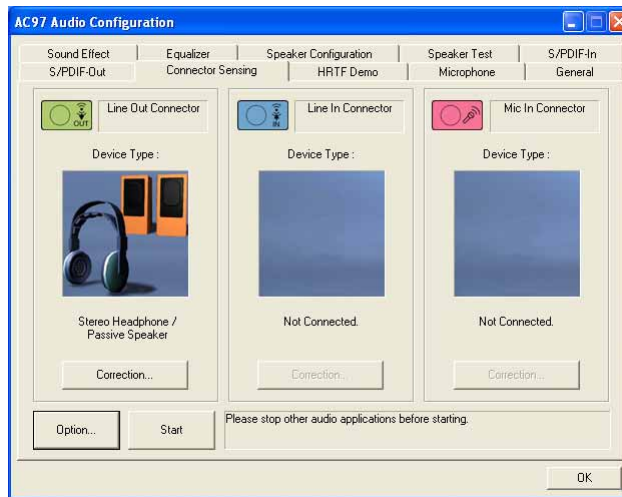 AC97 Audio Configuration
Sound Effect
Equalizer
Speaker Configuration
Speaker Test
S/PDIF-In
S/PDIF-Out
Connector Sensing
HRTF Demo
Microphone
General
OUT
Line Out Connector
IN
Line In Connector
Mic In Connector
Device Type :
Device Type :
Device Type :
Stereo Headphone /
Passive Speaker
Not Connected.
Not Connected.
Correction...
Correction...
Correction...
Option...
Start
Please stop other audio applications before starting.
OK